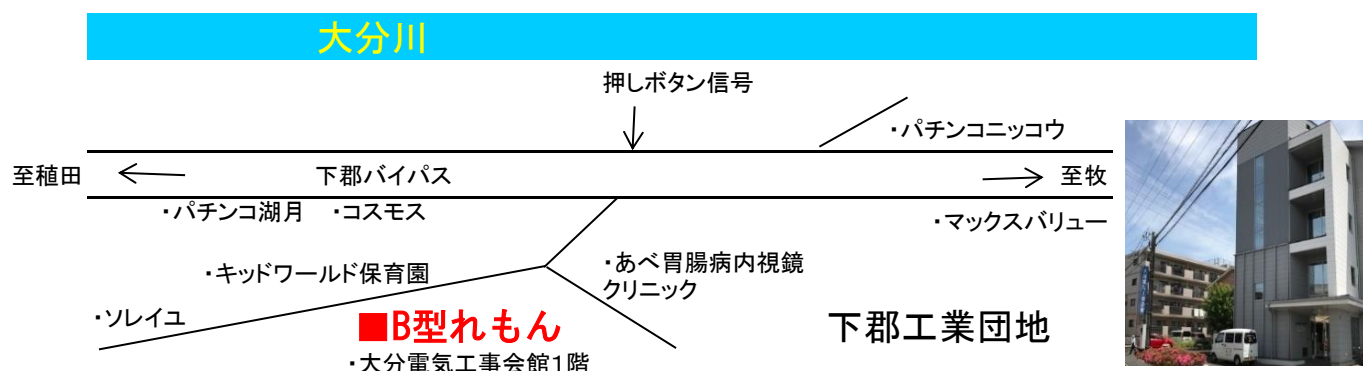 大分川
押しボタン信号
・パチンコニッコウ
至稙田
下郡バイパス
至牧
・パチンコ湖月
・コスモス
・マックスバリュー
・キッドワールド保育園
・あべ胃腸病内視鏡
クリニック
・ソレイユ
■B型れもん
下郡工業団地
・大分電気工事会館1階